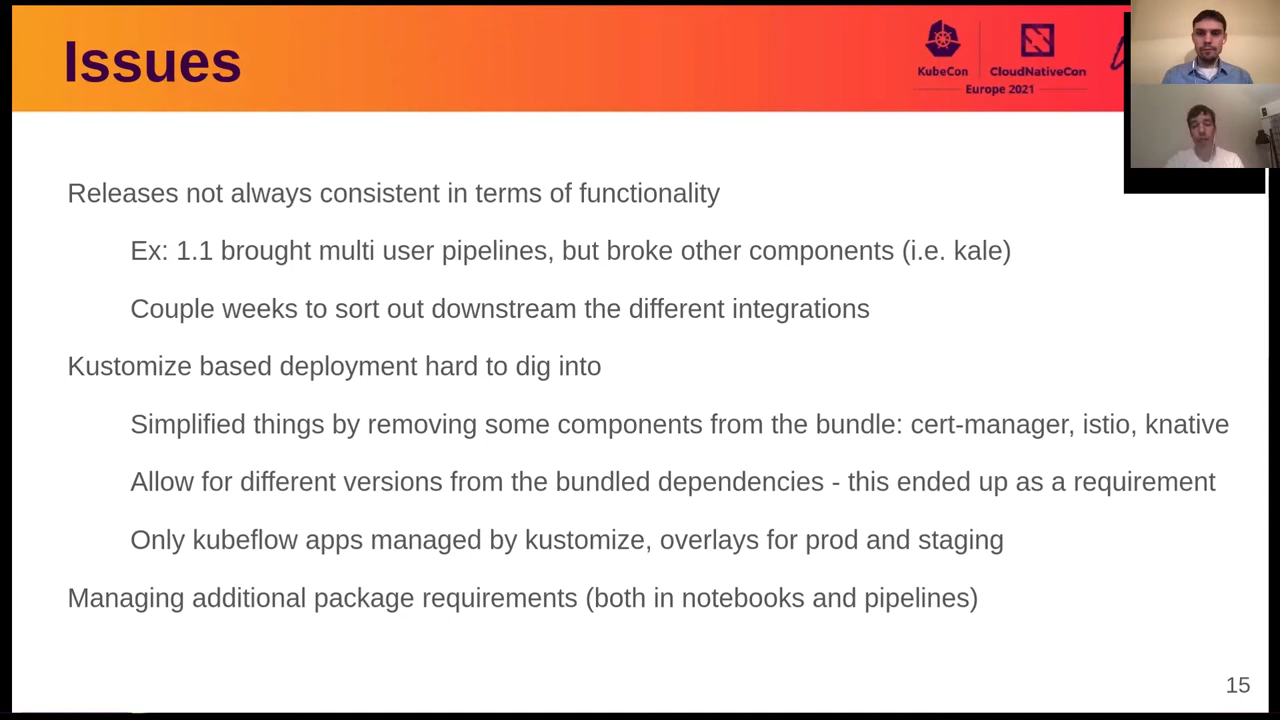 Issues
KubeCon
CloudNativeCon
Europe 2021
Releases not always consistent in terms of functionality
Ex: 1.1 brought multi user pipelines, but broke other components (i.e. kale)
Couple weeks to sort out downstream the different integrations
Kustomize based deployment hard to dig into
Simplified things by removing some components from the bundle: cert-manager, istio, knative
Allow for different versions from the bundled dependencies - this ended up as a requirement
Only kubeflow apps managed by kustomize, overlays for prod and staging
Managing additional package requirements (both in notebooks and pipelines)
15